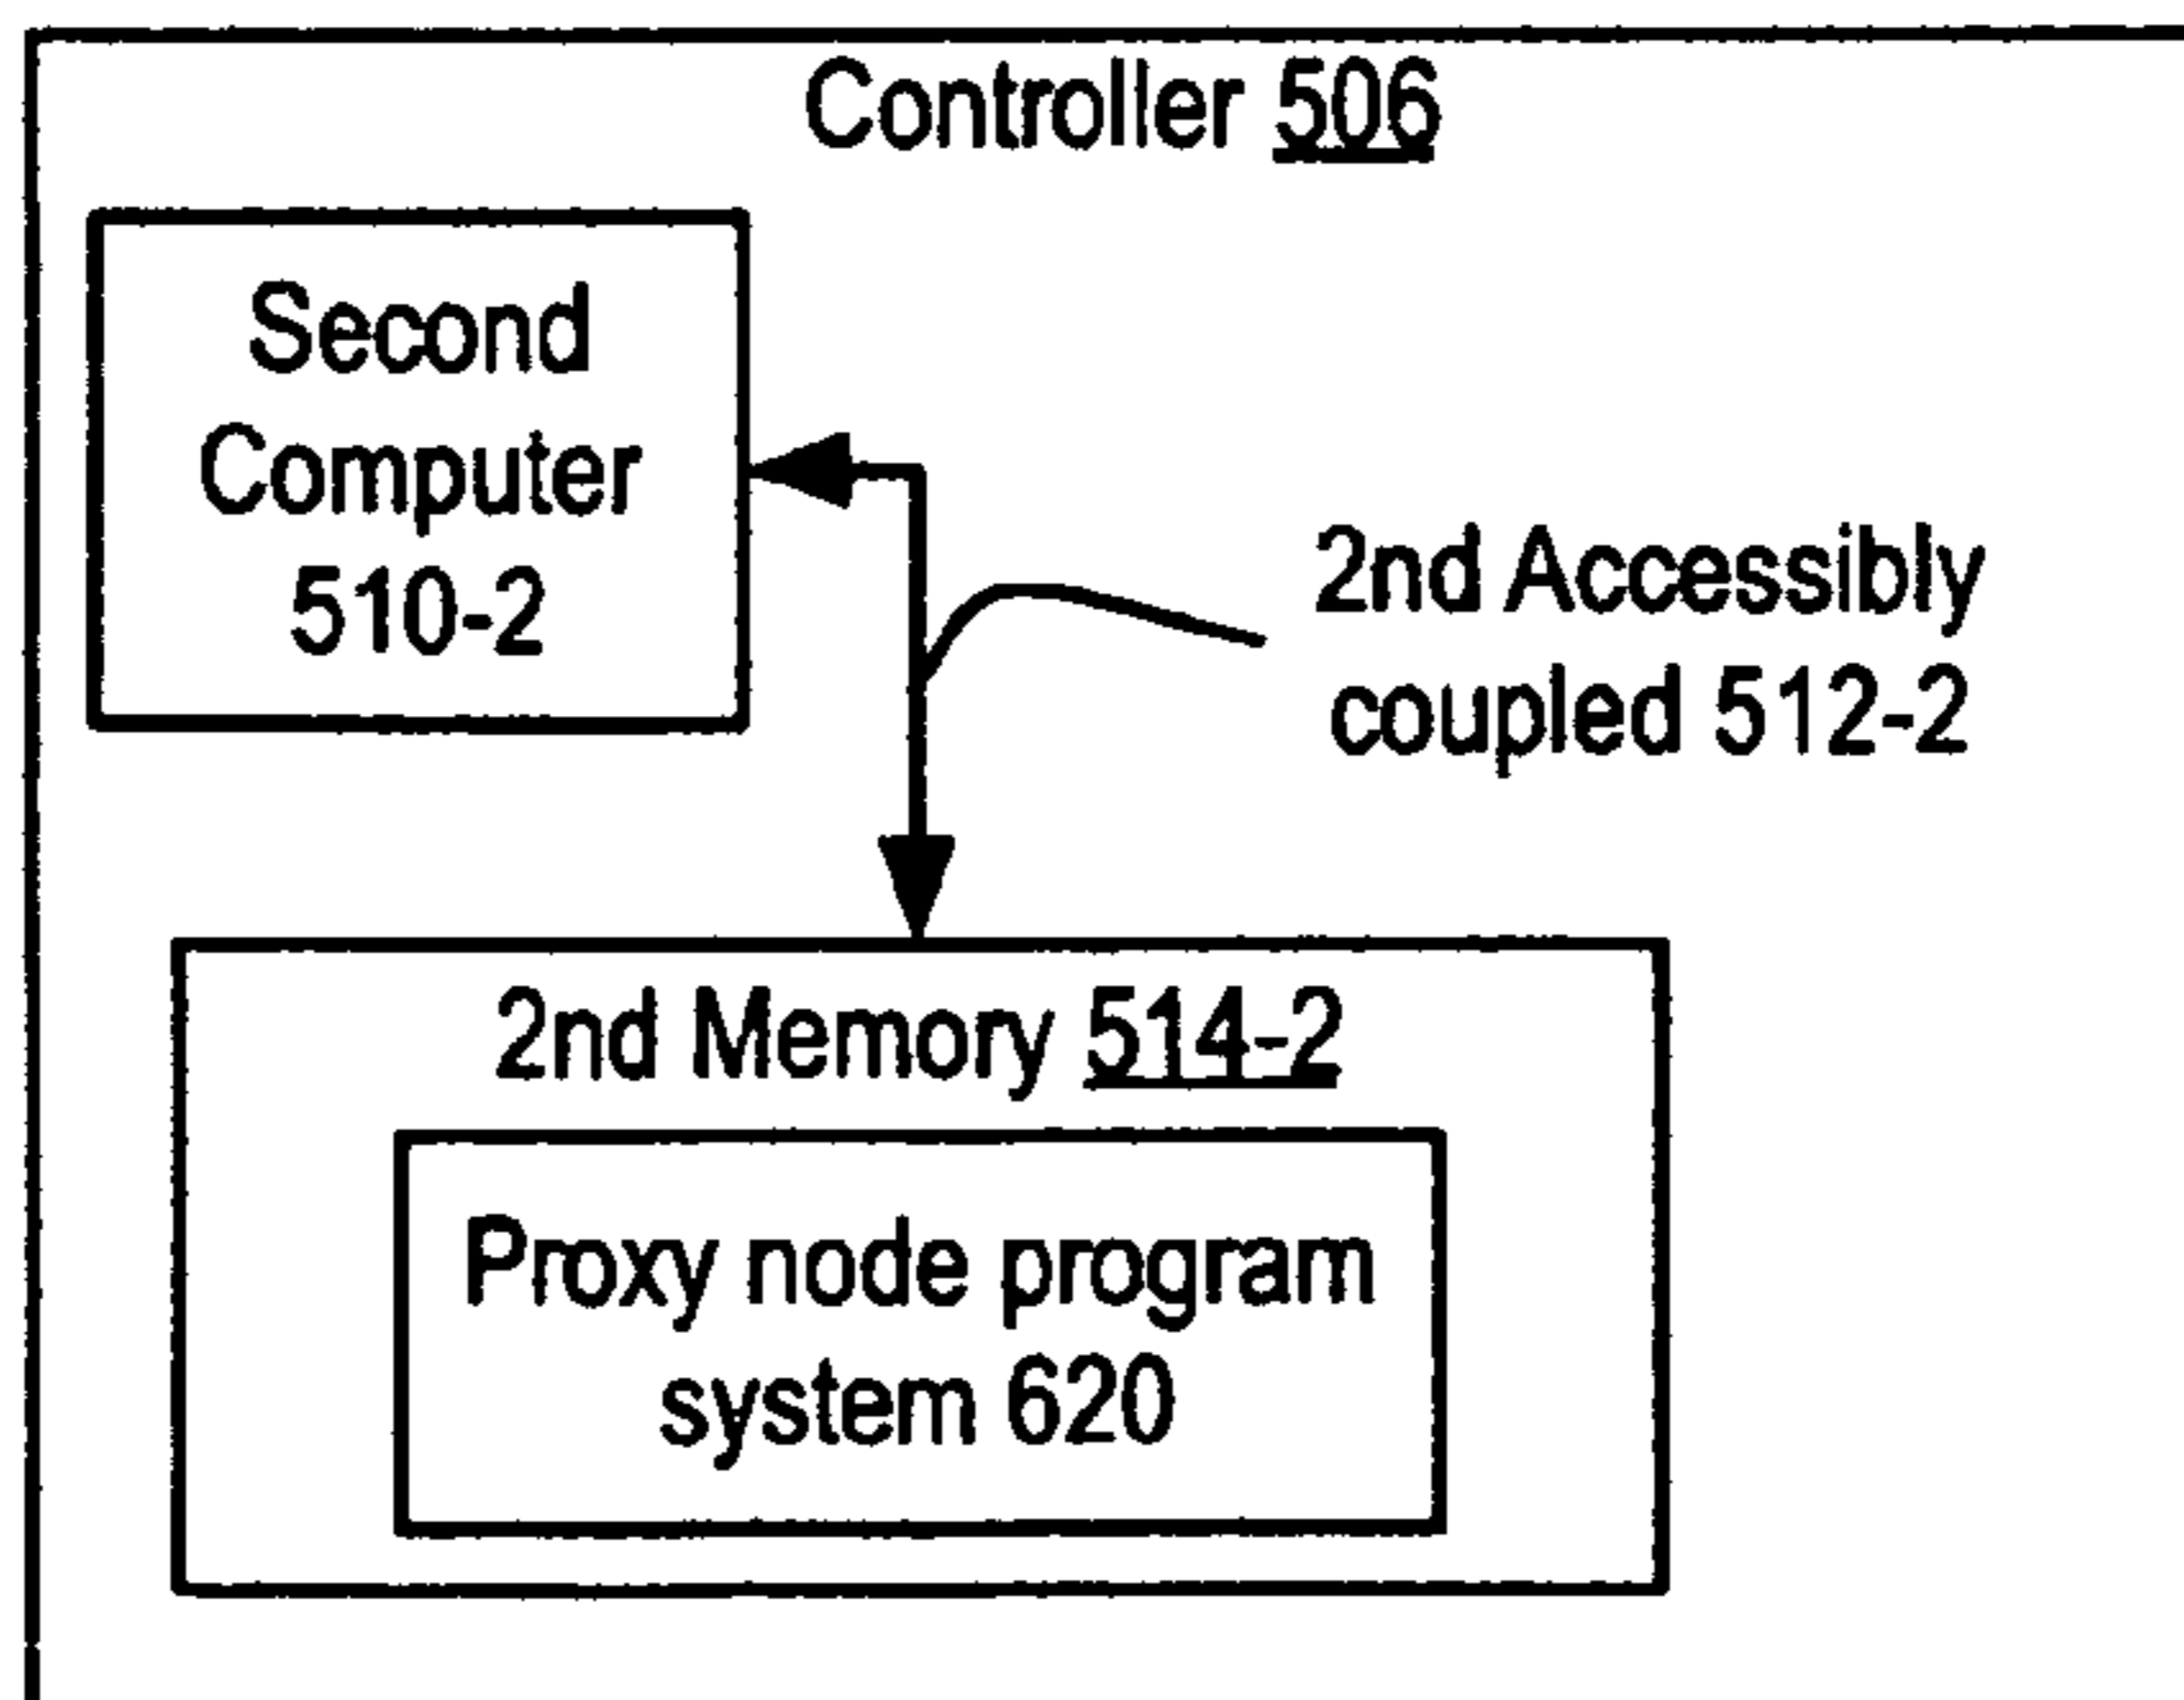 Controller 506
Second
Computer
510-2
2nd Accessibly
coupled 512-2
2nd Memory 514-2
Proxy node program
system 620